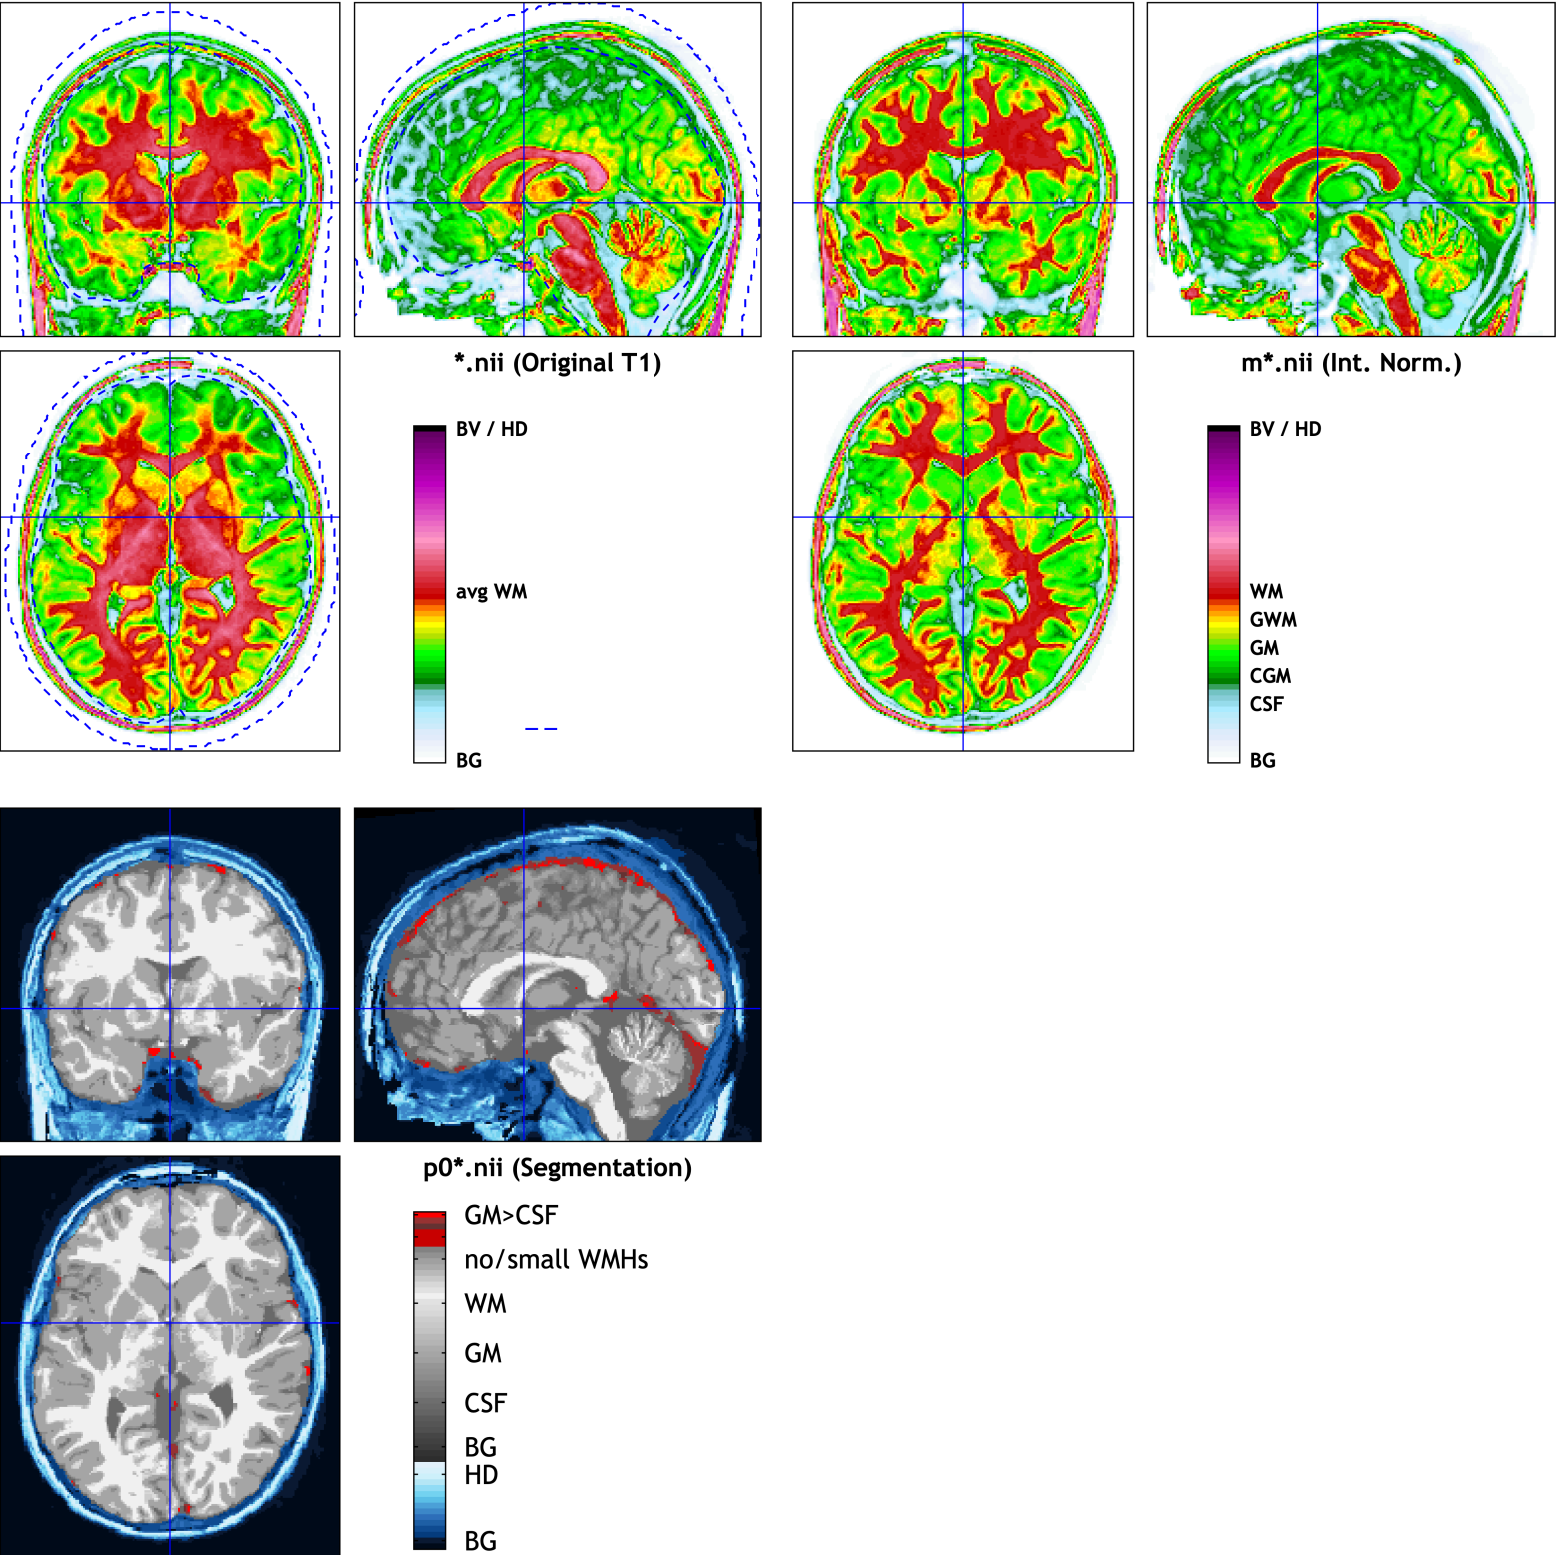 *.nii (Original T1)
BV / HD
avg WM
BG
m*.nii (Int. Norm.)
BV / HD
WM
GWM
GM
CGM
CSF
BG
p0*.nii (Segmentation)
GM>CSF
no/small WMHs
WM
GM
CSF
BG
HD
BG